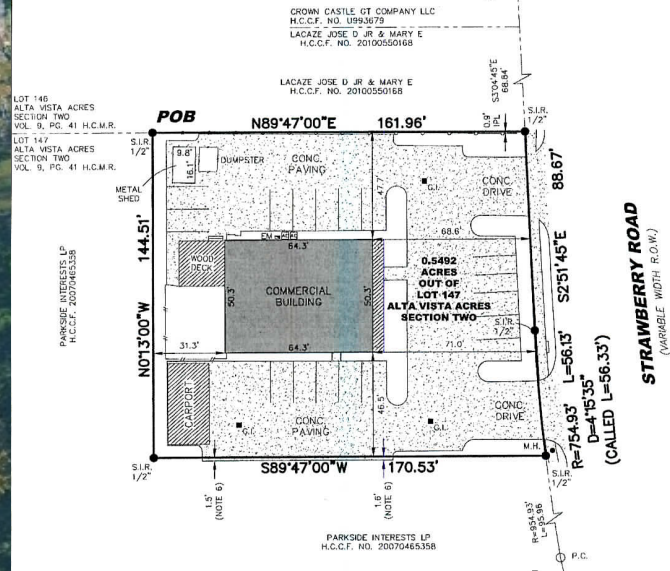 CROWN CASTLE GT COMPANY LLC
H.C.C.F. NO. U993679
LACAZE JOSE D JR & MARY E
H.C.C.F. NO. 20100550168
LACAZE JOSE D JR & MARY E
H.C.C.F. NO. 20100550168
S3°04'45"E
68.84'
LOT 146
ALTA VISTA ACRES
SECTION TWO
VOL. 9, PG. 41 H.C.M.R.
LOT 147
ALTA VISTA ACRES
SECTION TWO
VOL. 9, PG. 41 H.C.M.R.
POB
N89°47'00"E 161.96'
0.9'
IPL
S.I.R.
1/2"
S.I.R.
1/2"
9.8'
16.1'
DUMPSTER
METAL
SHED
CONC.
PAVING
47.7'
G.I.
CONC.
DRIVE
88.67'
S2°51'45"E
STRAWBERRY ROAD
(VARIABLE WIDTH R.O.W.)
144.51'
N0°13'00"W
PARKSIDE INTERESTS LP
H.C.C.F. 20070465358
EM
64.3'
68.6'
WOOD
DECK
50.3'
COMMERCIAL
BUILDING
50.3'
0.5492
ACRES
OUT OF
LOT 147
ALTA VISTA ACRES
SECTION TWO
S.I.R.
1/2"
31.3'
64.3'
71.0'
CARPORT
46.5'
G.I.
CONC.
PAVING
G.I.
CONC.
DRIVE
M.H.
R=754.93' L=56.13'
D=4°15'35"
(CALLED L=56.33')
S.I.R.
1/2"
S89°47'00"W 170.53'
S.I.R.
1/2"
1.5'
(NOTE 6)
1.6'
(NOTE 6)
R=954.93'
L=95.96
PARKSIDE INTERESTS LP
H.C.C.F. NO. 20070465358
P.C.